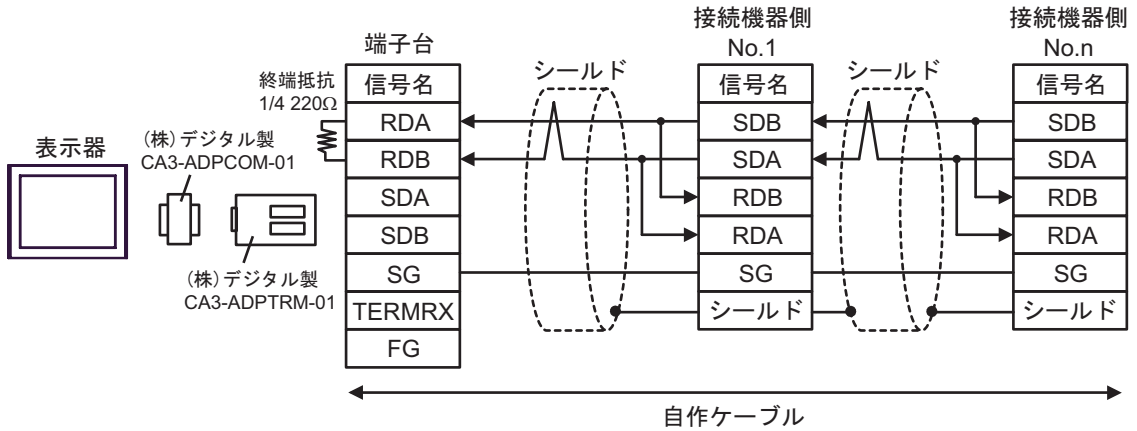 表示器
(株)デジタル製
CA3-ADPCOM-01
(株)デジタル製
CA3-ADPTRM-01
終端抵抗
1/4 220Ω
端子台
信号名
RDA
RDB
SDA
SDB
SG
TERMRX
FG
シールド
接続機器側
No.1
信号名
SDB
SDA
RDB
RDA
SG
シールド
シールド
接続機器側
No.n
信号名
SDB
SDA
RDB
RDA
SG
シールド
自作ケーブル